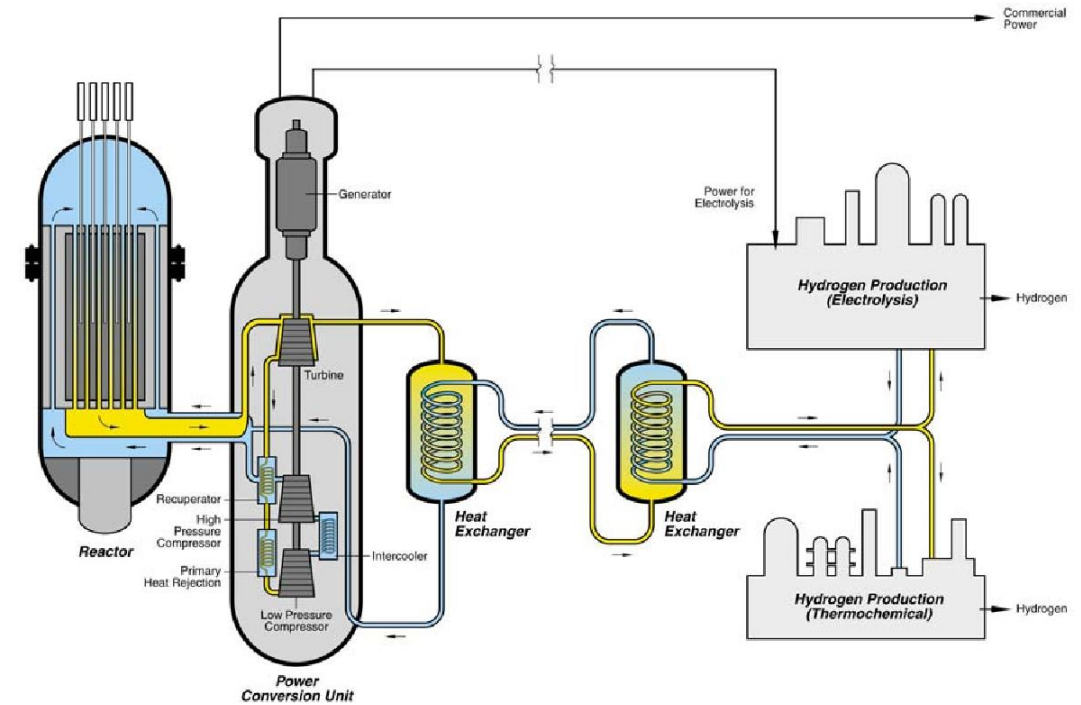 Commercial
Power
Generator
Power for
Electrolysis
Hydrogen Production
(Electrolysis)
Hydrogen
Turbine
Recuperator
High
Pressure
Compressor
Primary
Heat Rejection
Intercooler
Low Pressure
Compressor
Reactor
Heat
Exchanger
Heat
Exchanger
Hydrogen Production
(Thermochemical)
Hydrogen
Power
Conversion Unit